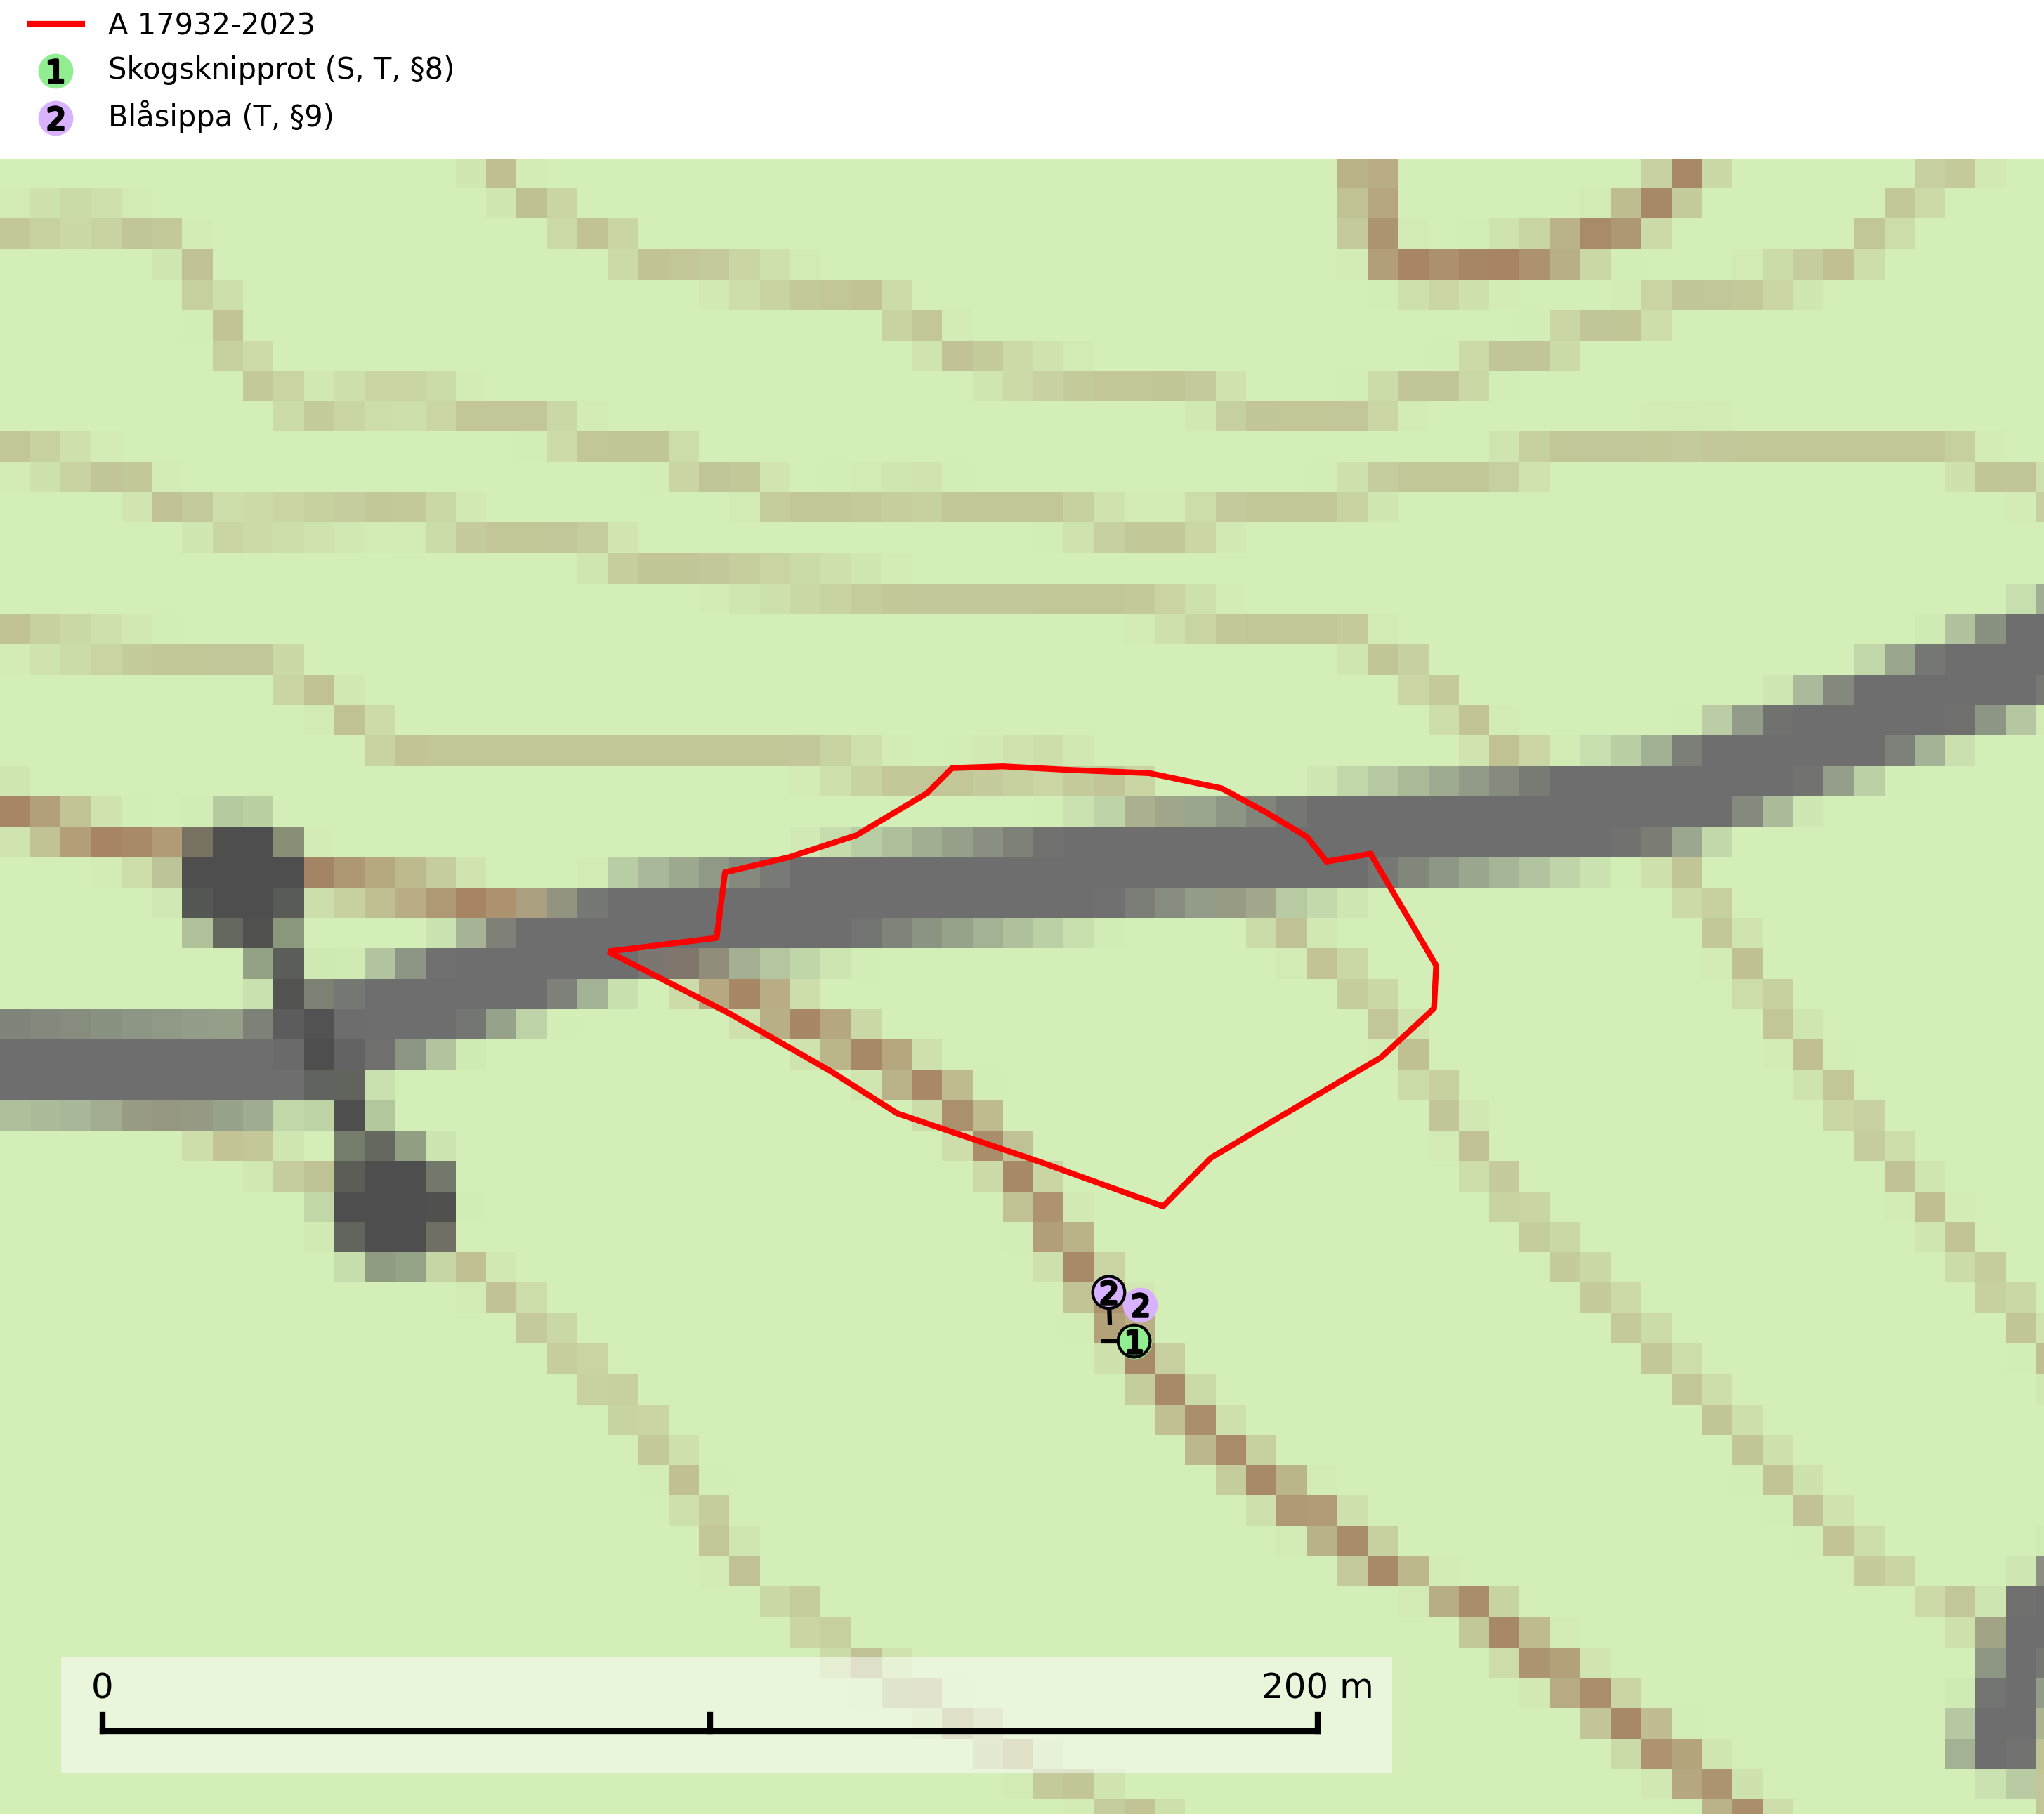 A 17932-2023
1 Skogsknipprot (S, T, §8)
2 Blåsippa (T, §9)
2
2
1
0 200 m